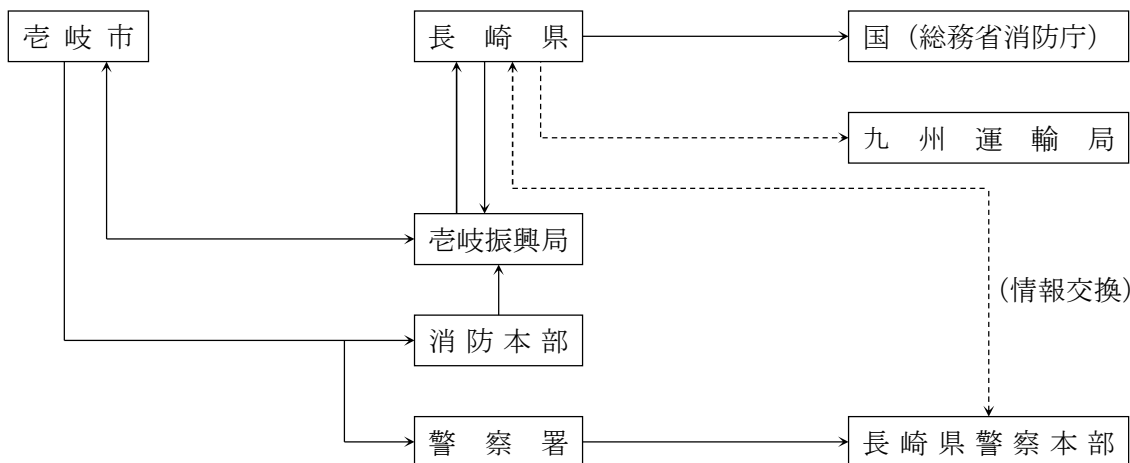 壱岐市
長崎県
国（総務省消防庁）
九州運輸局
壱岐振興局
（情報交換）
消防本部
警察署
長崎県警察本部